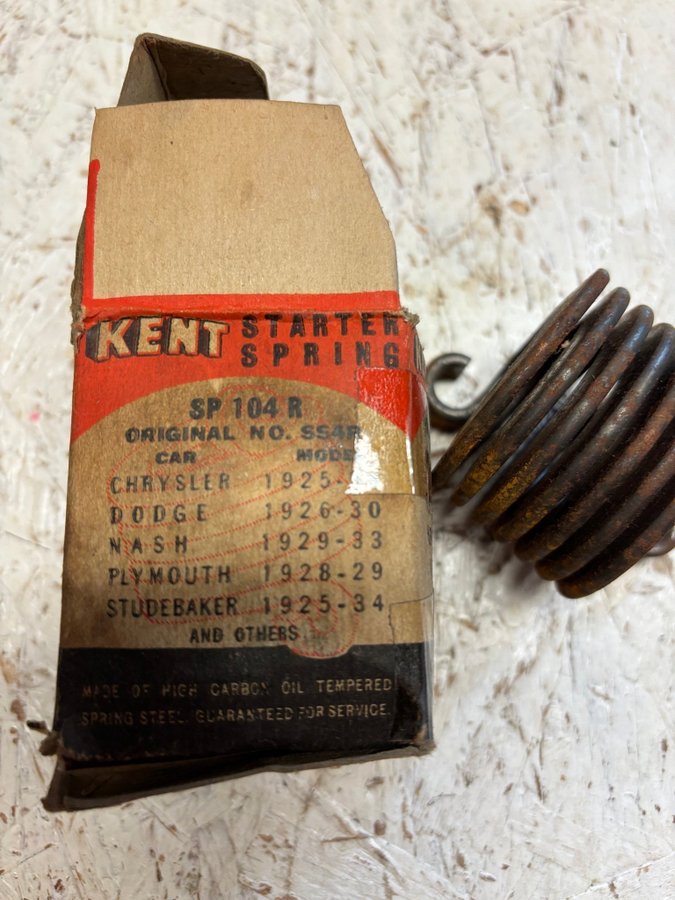 KENT STARTER SPRING
SP 104 R
ORIGINAL NO. SS4R
CAR
CHRYSLER 1925-
DODGE 1926-30
NASH 1929-33
PLYMOUTH 1928-29
STUDEBAKER 1925-34
AND OTHERS
MADE OF HIGH CARBON OIL TEMPERED
SPRING STEEL. GUARANTEED FOR SERVICE.